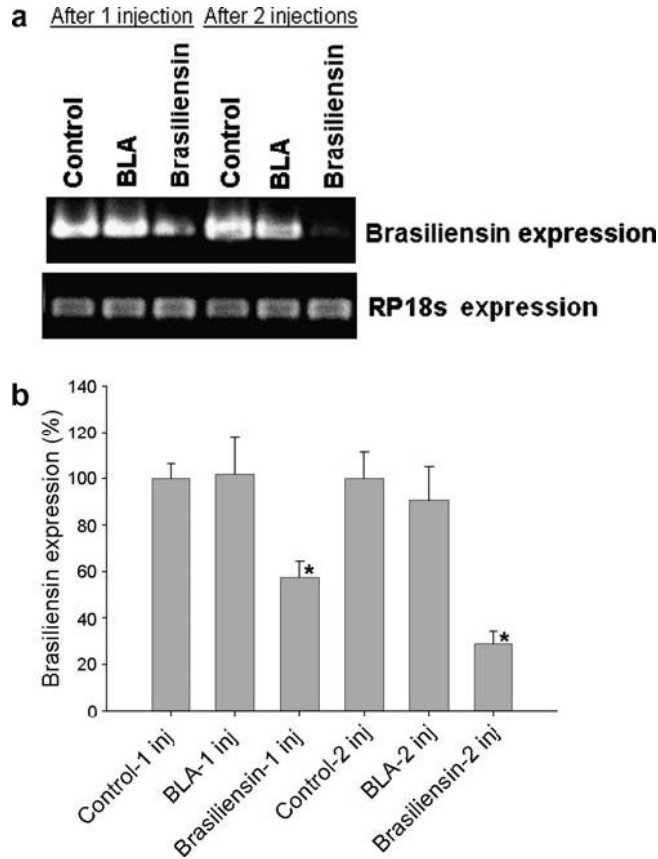 a
After 1 injection After 2 injections
Control BLA Brasiliensin Control BLA Brasiliensin
Brasiliensin expression
RP18s expression
b
Brasiliensin expression (%)
140
120
100
80
60
40
20
0
*
*
Control-1 inj
BLA-1 inj
Brasiliensin-1 inj
Control-2 inj
BLA-2 inj
Brasiliensin-2 inj